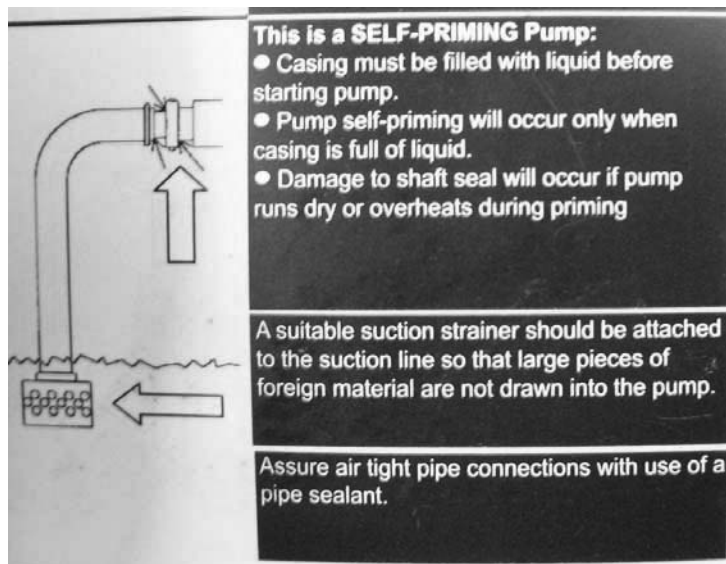 This is a SELF-PRIMING Pump:
● Casing must be filled with liquid before
starting pump.
● Pump self-priming will occur only when
casing is full of liquid.
● Damage to shaft seal will occur if pump
runs dry or overheats during priming
A suitable suction strainer should be attached
to the suction line so that large pieces of
foreign material are not drawn into the pump.
Assure air tight pipe connections with use of a
pipe sealant.